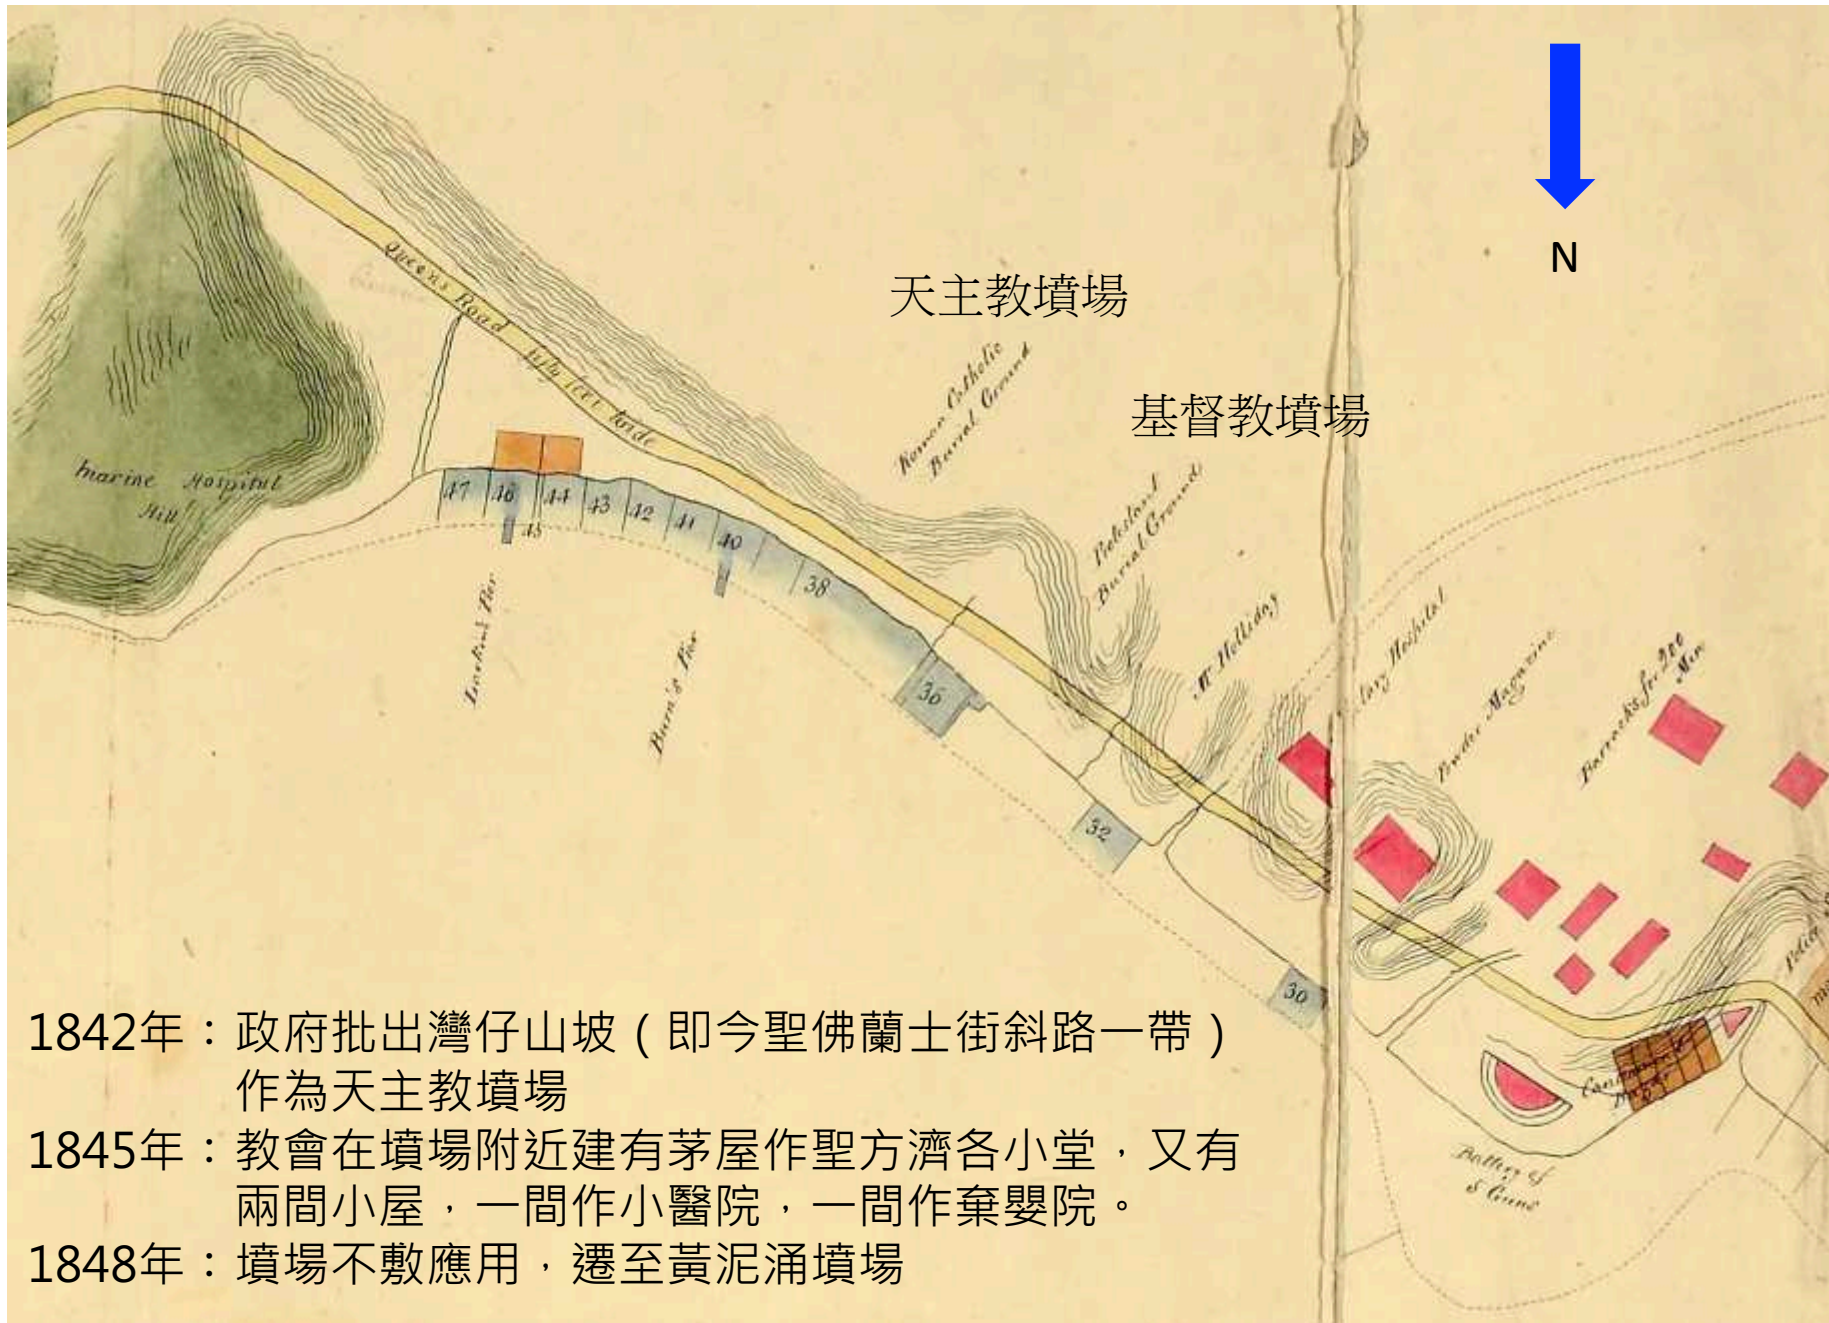 N
天主教墳場
Roman Catholic
Burial Ground
基督教墳場
Burial Ground
Queens Road fifty feet wide
Marine Hospital
Hill
47 46 44 43 42 41 40 38
45
36
32
30
Burn's Pier
Mr Holliday
Hospital
Powder Magazine
Barracks for 200
Men
Police
Battery of
5 Guns
1842年：政府批出灣仔山坡（即今聖佛蘭士街斜路一帶）
作為天主教墳場
1845年：教會在墳場附近建有茅屋作聖方濟各小堂，又有
兩間小屋，一間作小醫院，一間作棄嬰院。
1848年：墳場不敷應用，遷至黃泥涌墳場